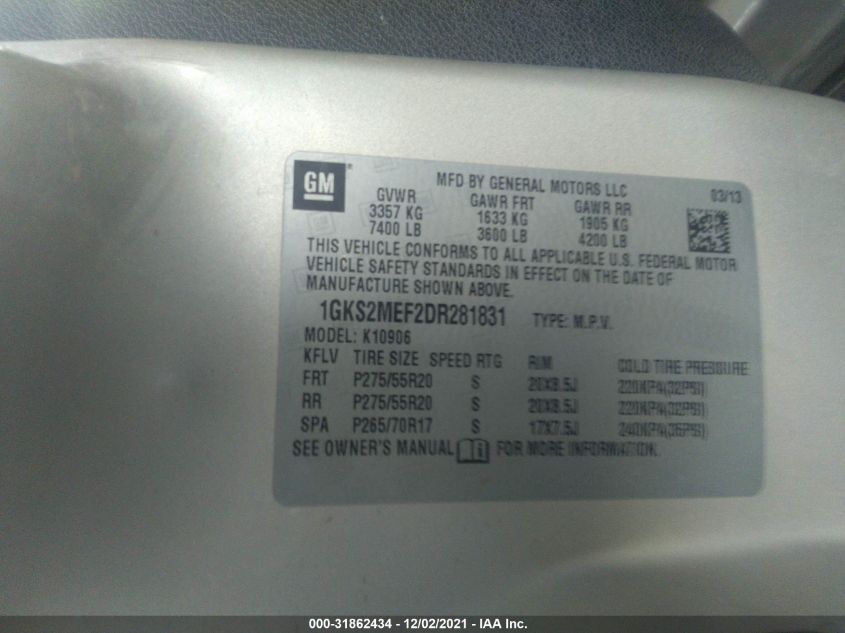 GM
MFD BY GENERAL MOTORS LLC 03/13
GVWR GAWR FRT GAWR RR
3357 KG 1633 KG 1905 KG
7400 LB 3600 LB 4200 LB
THIS VEHICLE CONFORMS TO ALL APPLICABLE U.S. FEDERAL MOTOR
VEHICLE SAFETY STANDARDS IN EFFECT ON THE DATE OF
MANUFACTURE SHOWN ABOVE.
1GKS2MEF2DR281831 TYPE: M.P.V.
MODEL: K10906
KFLV TIRE SIZE SPEED RTG RIM COLD TIRE PRESSURE
FRT P275/55R20 S 20X8.5J 220KPA(32PSI)
RR P275/55R20 S 20X8.5J 220KPA(32PSI)
SPA P265/70R17 S 17X7.5J 240KPA(35PSI)
SEE OWNER'S MANUAL FOR MORE INFORMATION.
000-31862434 - 12/02/2021 - IAA Inc.